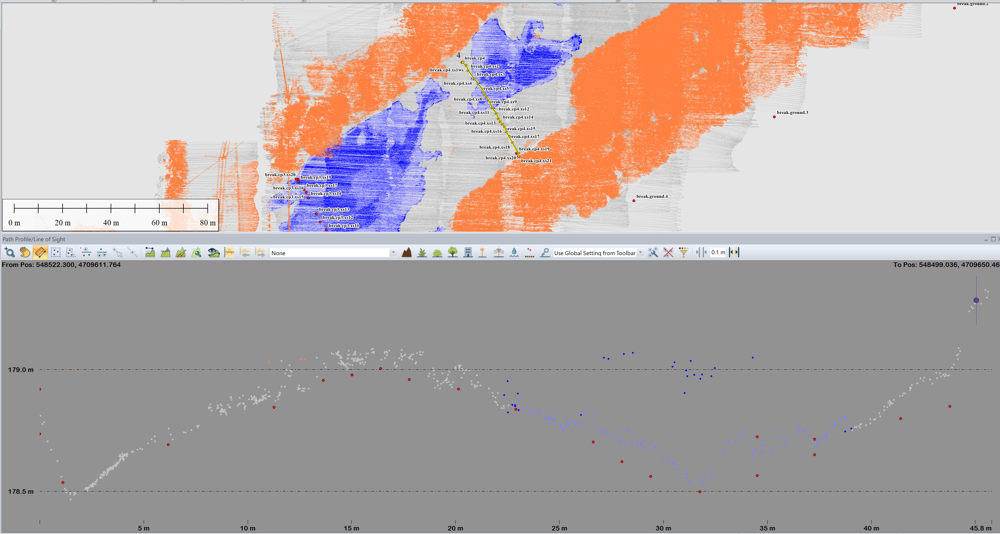 break.ground.2
4
break.cp4
break.cp4.xs2
break.cp4.xs1ws
break.cp4.xs3
break.cp4.xs4
break.cp4.xs5
break.cp4.xs8
break.cp4.xs9
break.cp4.xs12
break.cp4.xs11
break.ground.3
break.cp4.xs14
break.cp4.xs13
break.cp4.xs15
break.cp4.xs16
break.cp4.xs17
break.cp4.xs18
break.cp4.xs19
break.cp4.xs20
break.cp4.xs21
break.cp3.xs20
break.cp3.xs19
break.cp3.xs17
break.cp3.xs16
break.cp3.xs14
break.cp3.xs15
break.ground.4
break.cp3.xs13
break.cp3.xs12
break.cp3.xs11
0 m 20 m 40 m 60 m 80 m
Path Profile/Line of Sight
None Use Global Setting from Toolbar 0.1 m
From Pos: 548522.300, 4709611.764 To Pos: 548499.036, 4709650.46
179.0 m
178.5 m
5 m 10 m 15 m 20 m 25 m 30 m 35 m 40 m 45.8 m